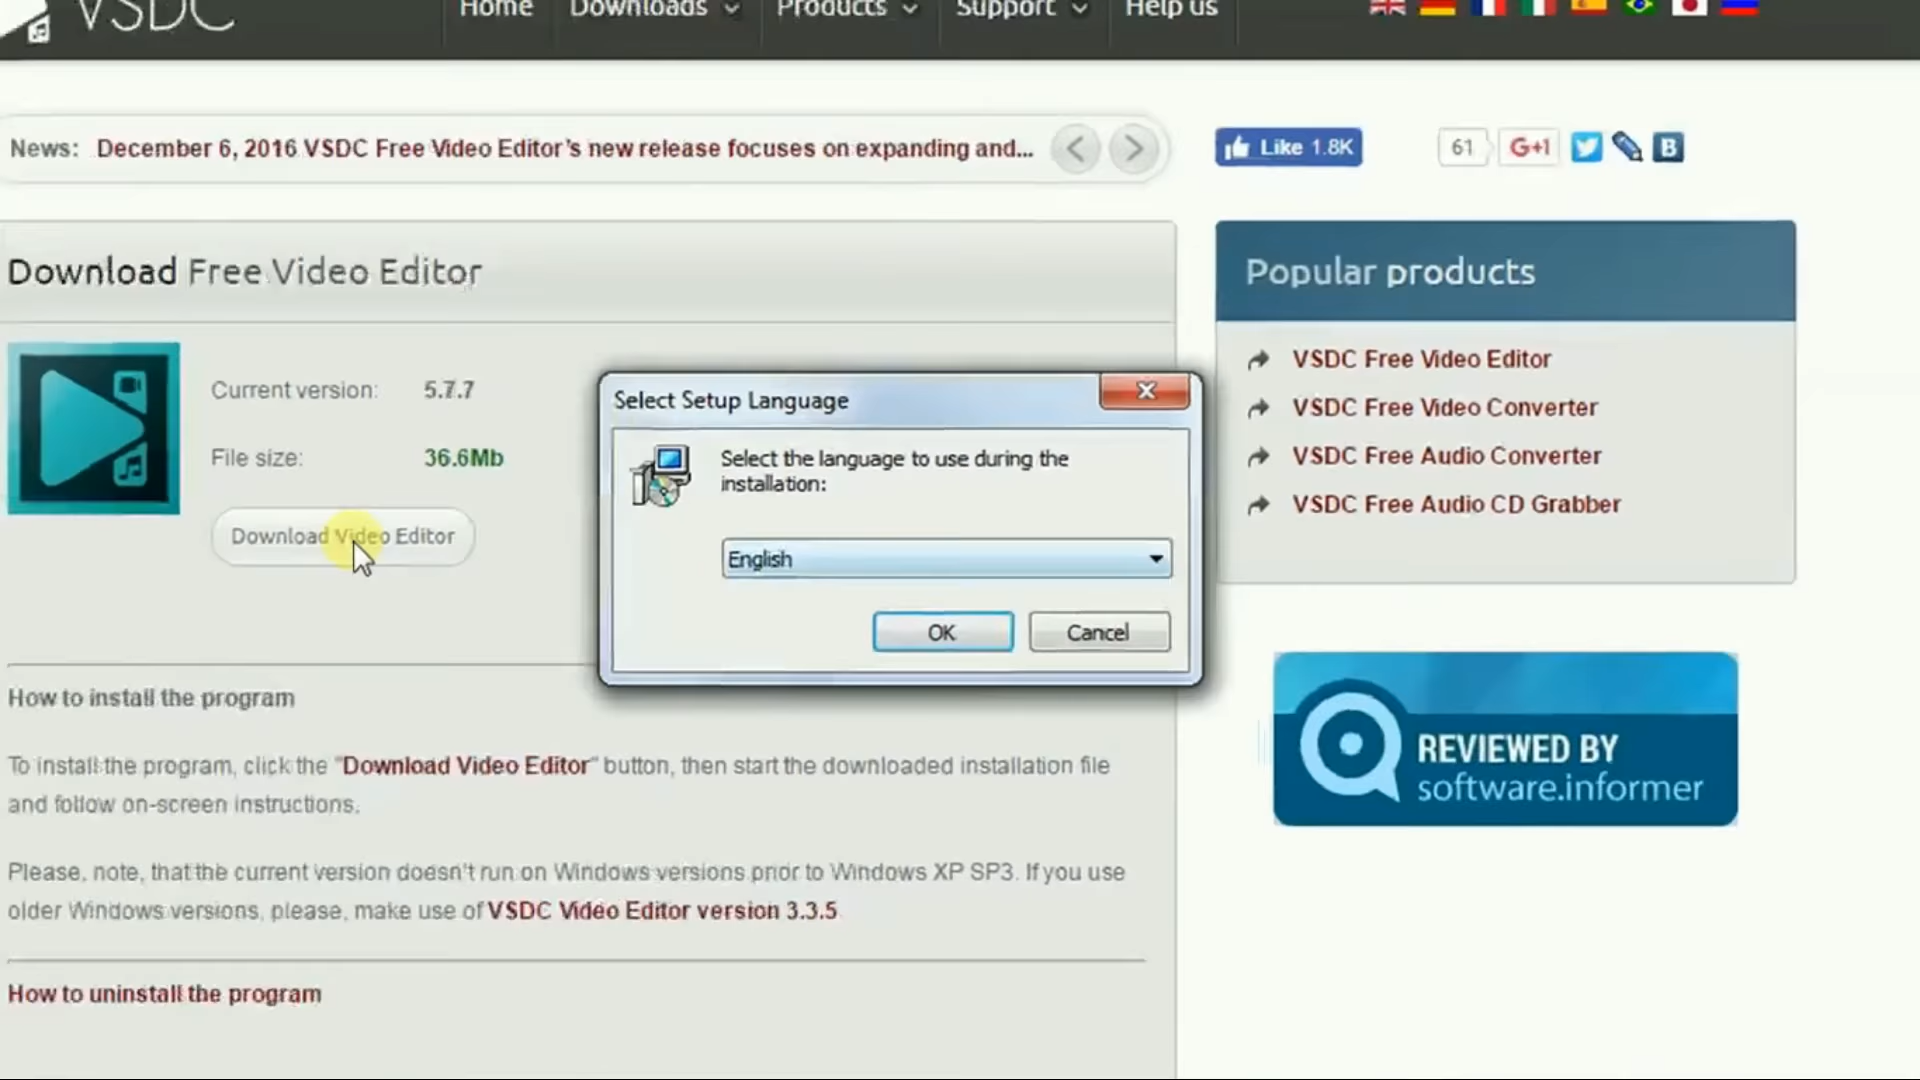 VSDC
Home Downloads Products Support Help us
News: December 6, 2016 VSDC Free Video Editor's new release focuses on expanding and...
Like 1.8K
61
G+1
B
Download Free Video Editor
Current version: 5.7.7
File size: 36.6Mb
Download Video Editor
Select Setup Language
Select the language to use during the
installation:
English
OK Cancel
Popular products
VSDC Free Video Editor
VSDC Free Video Converter
VSDC Free Audio Converter
VSDC Free Audio CD Grabber
REVIEWED BY
software.informer
How to install the program
To install the program, click the "Download Video Editor" button, then start the downloaded installation file
and follow on-screen instructions.
Please, note, that the current version doesn't run on Windows versions prior to Windows XP SP3. If you use
older Windows versions, please, make use of VSDC Video Editor version 3.3.5
How to uninstall the program